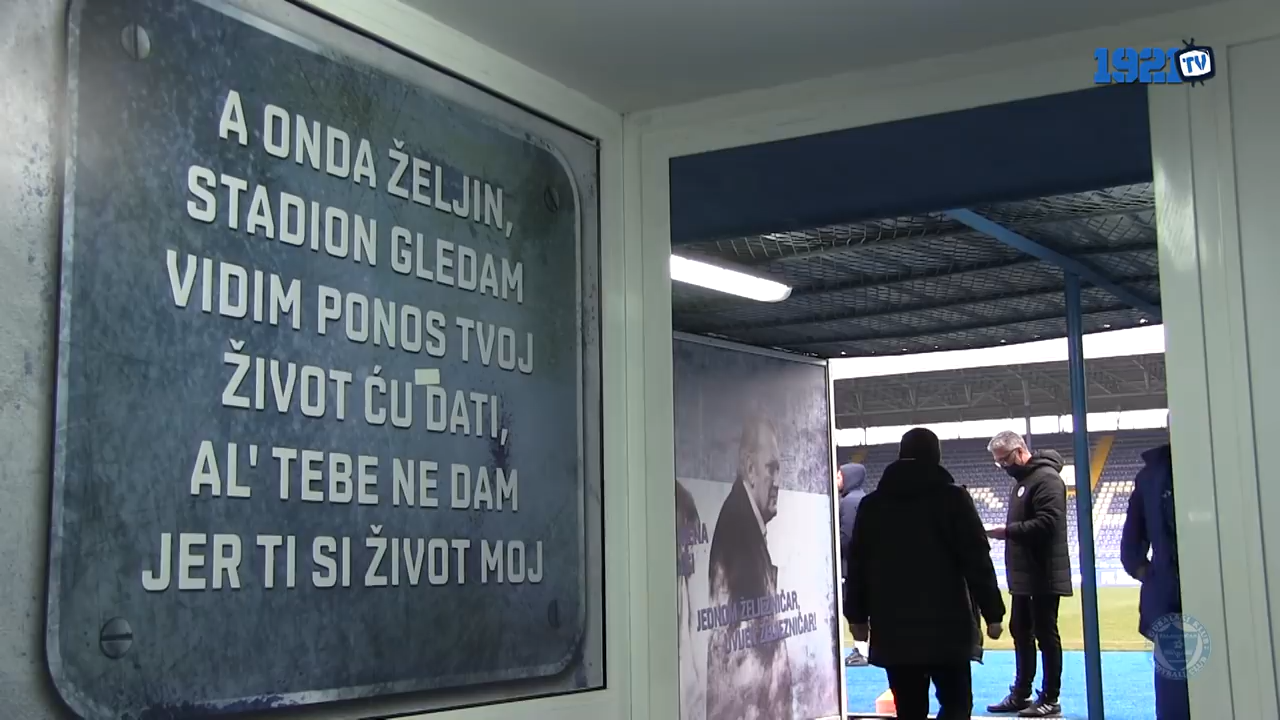 1921 TV
A ONDA ŽELJIN,
STADION GLEDAM
VIDIM PONOS TVOJ
ŽIVOT ĆU DATI,
AL' TEBE NE DAM
JER TI SI ŽIVOT MOJ
JEDNOM ŽELJEZNIČAR,
UVIJEK ŽELJEZNIČAR!